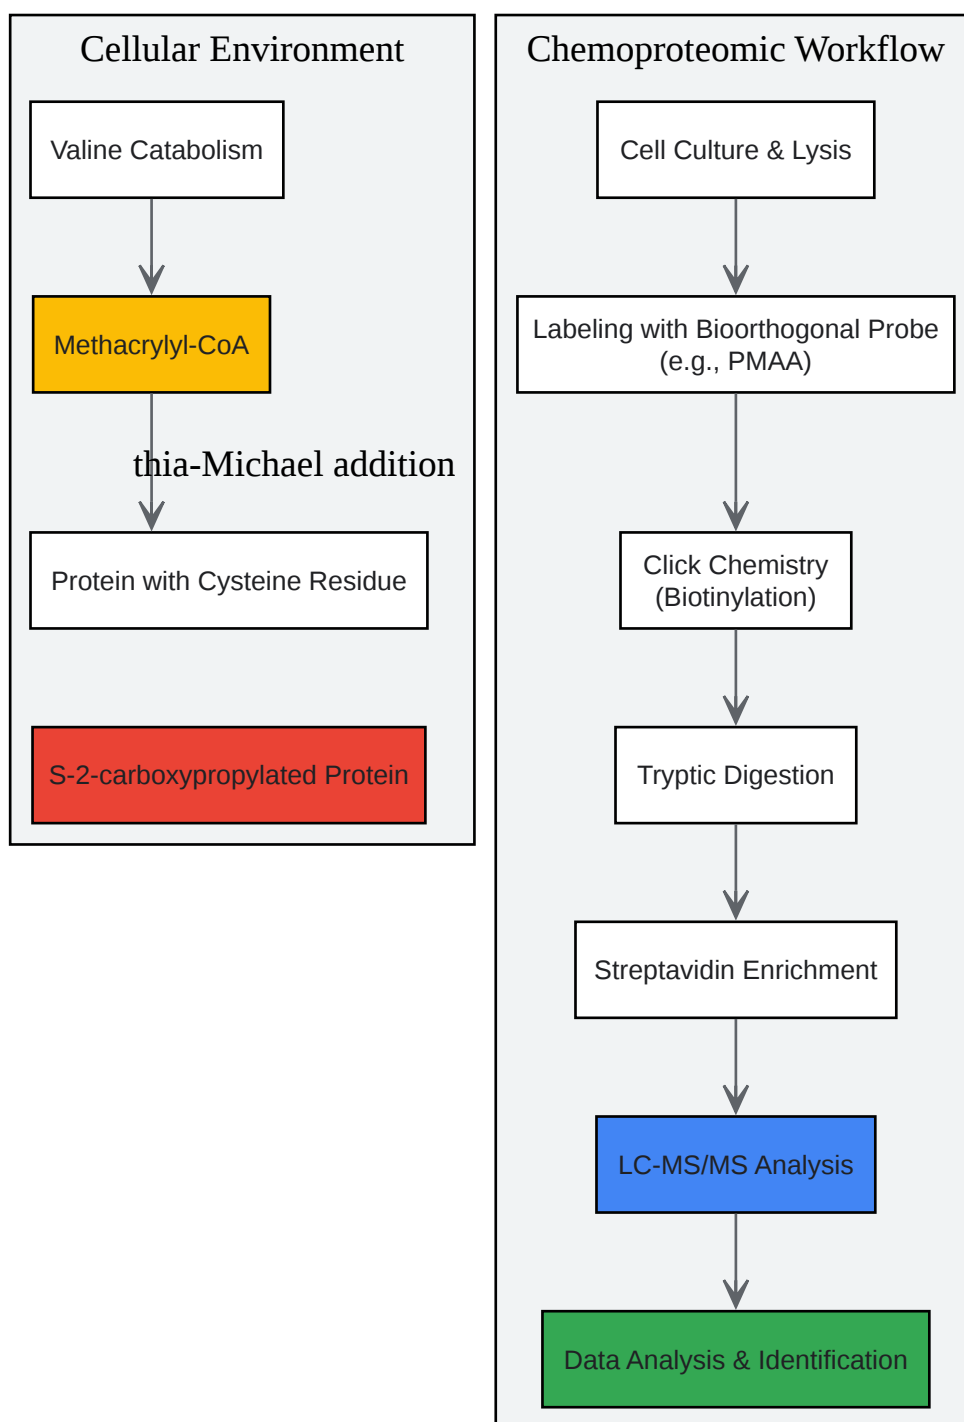 Cellular Environment
Valine Catabolism
Methacrylyl-CoA
thia-Michael addition
Protein with Cysteine Residue
S-2-carboxypropylated Protein
Chemoproteomic Workflow
Cell Culture & Lysis
Labeling with Bioorthogonal Probe
(e.g., PMAA)
Click Chemistry
(Biotinylation)
Tryptic Digestion
Streptavidin Enrichment
LC-MS/MS Analysis
Data Analysis & Identification